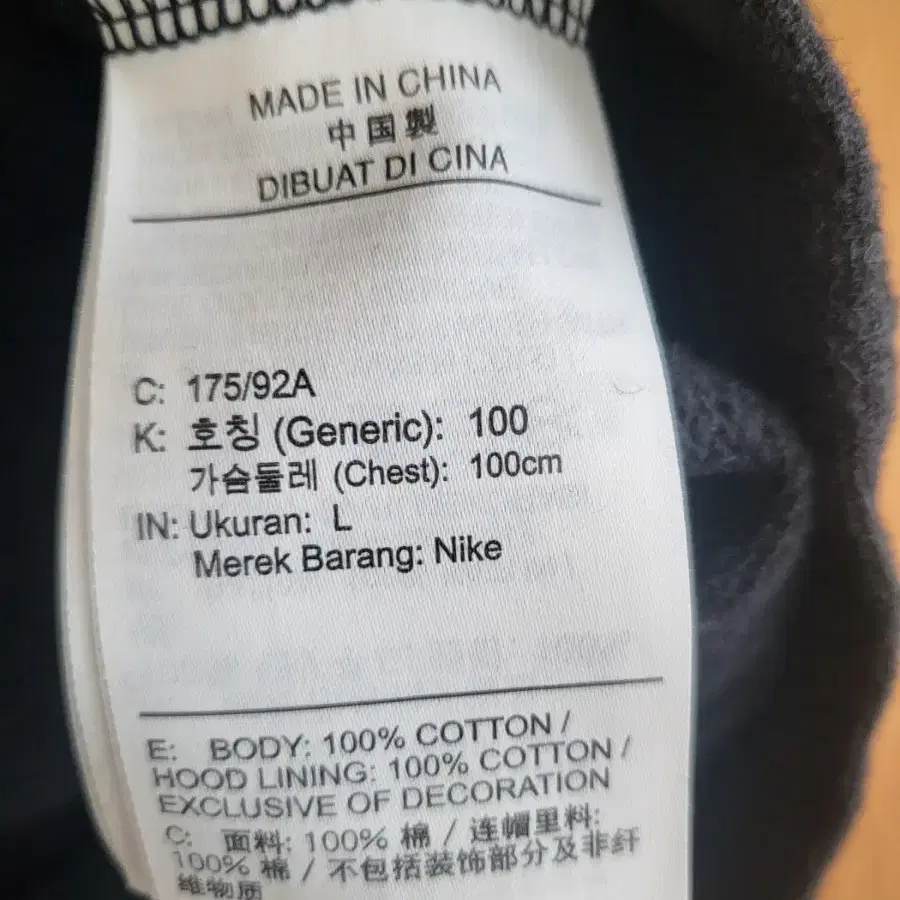 MADE IN CHINA
中国製
DIBUAT DI CINA
C: 175/92A
K: 호칭 (Generic): 100
가슴둘레 (Chest): 100cm
IN: Ukuran: L
Merek Barang: Nike
E: BODY: 100% COTTON /
HOOD LINING: 100% COTTON /
EXCLUSIVE OF DECORATION
C: 面料: 100% 棉 / 连帽里料:
100% 棉 / 不包括装饰部分及非纤
维物质